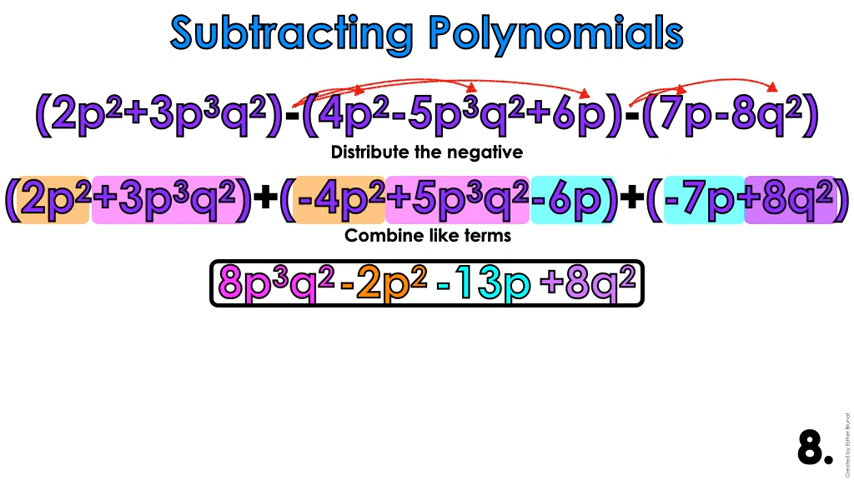 Subtracting Polynomials
(2p²+3p³q²)-(4p²-5p³q²+6p)-(7p-8q²)
Distribute the negative
(2p²+3p³q²)+(-4p²+5p³q²-6p)+(-7p+8q²)
Combine like terms
8p³q²-2p²-13p+8q²
8.
Created by Esther Brunat